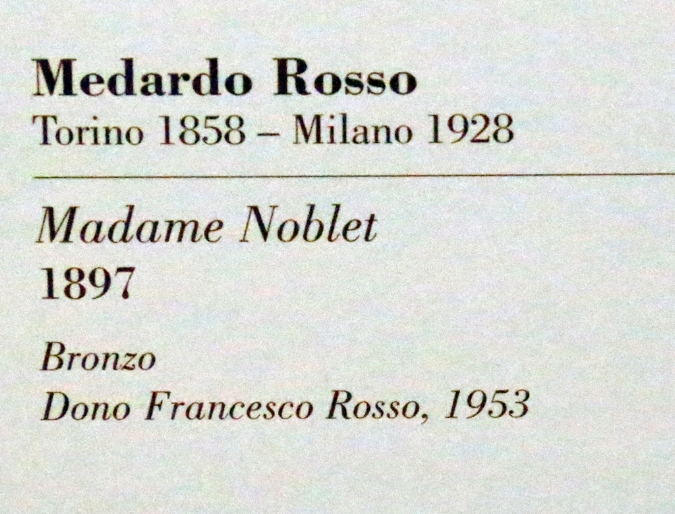 Medardo Rosso
Torino 1858 – Milano 1928
Madame Noblet
1897
Bronzo
Dono Francesco Rosso, 1953